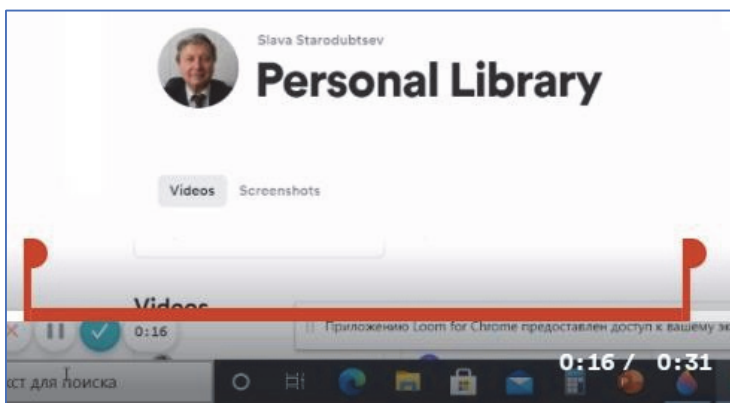 Slava Starodubtsev
Personal Library
Videos Screenshots
Videos
0:16 Приложению Loom for Chrome предоставлен доступ к вашему
0:16 / 0:31
для поиска